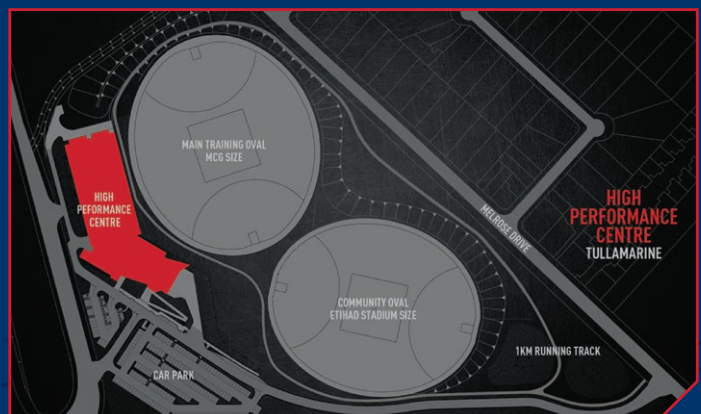 MAIN TRAINING OVAL
MCG SIZE
HIGH
PEFORMANCE
CENTRE
MELROSE DRIVE
HIGH
PERFORMANCE
CENTRE
TULLAMARINE
COMMUNITY OVAL
ETIHAD STADIUM SIZE
1KM RUNNING TRACK
CAR PARK